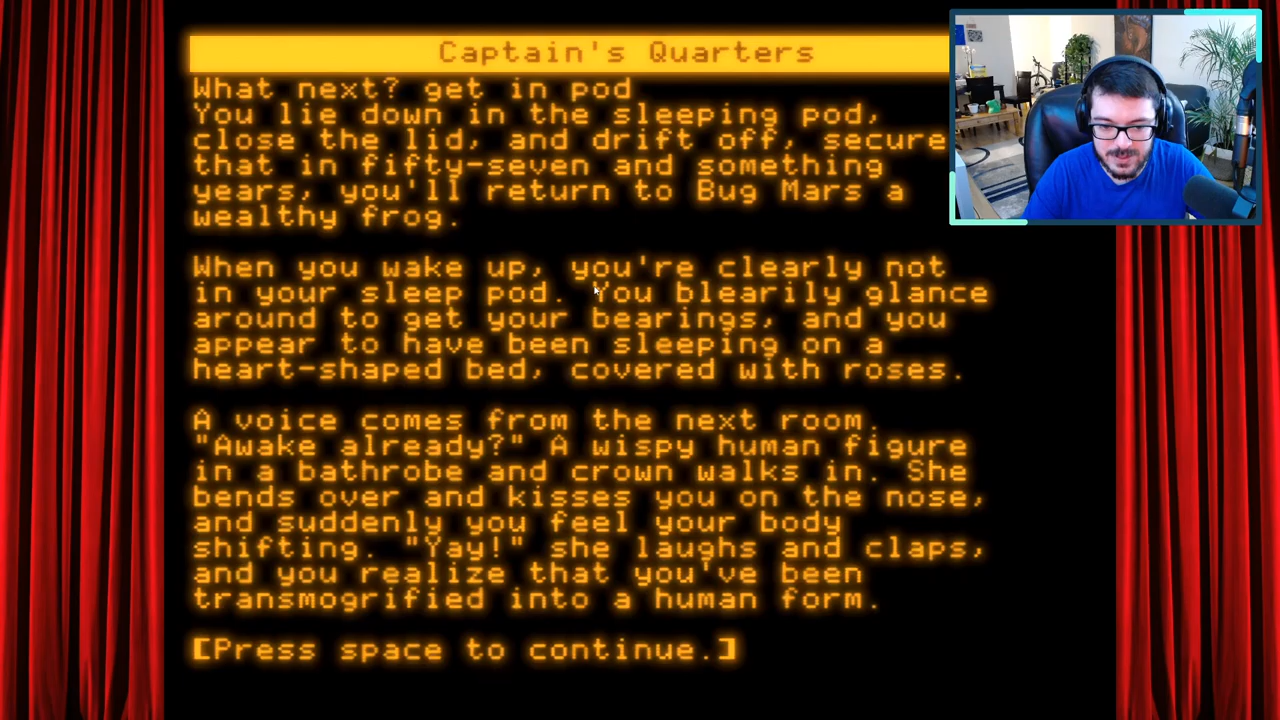 Captain's Quarters
What next? get in pod
You lie down in the sleeping pod,
close the lid, and drift off, secure
that in fifty-seven and something
years, you'll return to Bug Mars a
wealthy frog.
When you wake up, you're clearly not
in your sleep pod. You blearily glance
around to get your bearings, and you
appear to have been sleeping on a
heart-shaped bed, covered with roses.
A voice comes from the next room.
"Awake already?" A wispy human figure
in a bathrobe and crown walks in. She
bends over and kisses you on the nose,
and suddenly you feel your body
shifting. "Yay!" she laughs and claps,
and you realize that you've been
transmogrified into a human form.
[Press space to continue.]